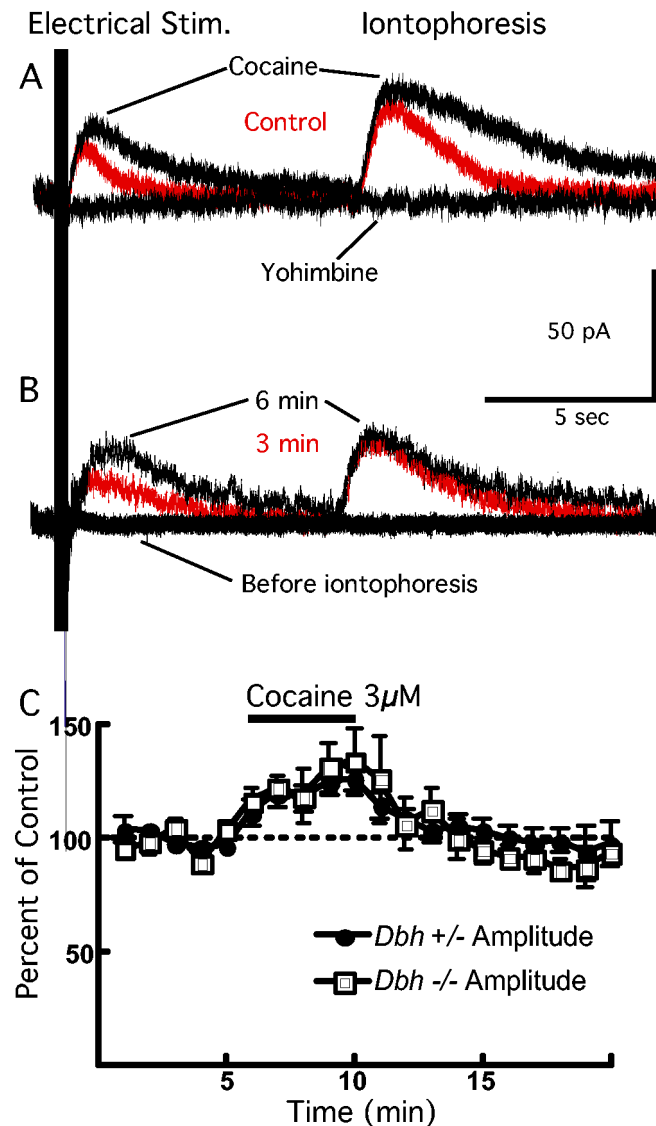 Electrical Stim. Iontophoresis
A
Cocaine
Control
Yohimbine
50 pA
5 sec
B
6 min
3 min
Before iontophoresis
C
Cocaine 3µM
Percent of Control
150
100
50
Dbh +/- Amplitude
Dbh -/- Amplitude
5 10 15 20
Time (min)